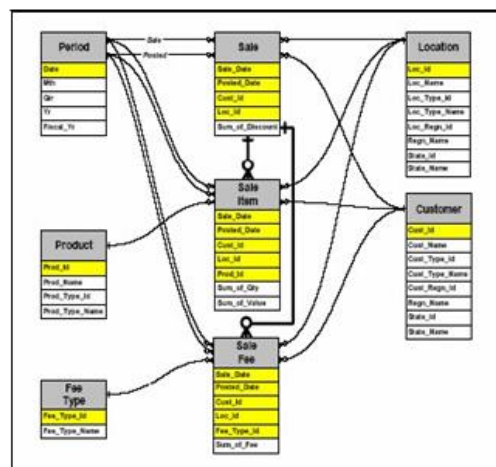 Period
Date
Mth
Qtr
Yr
Fiscal_Yr
Sale
Posted
Sale
Sale_Date
Posted_Date
Cust_Id
Loc_Id
Sum_of_Discount
Location
Loc_Id
Loc_Name
Loc_Type_Id
Loc_Type_Name
Loc_Regn_Id
Regn_Name
State_Id
State_Name
Sale
Item
Sale_Date
Posted_Date
Cust_Id
Loc_Id
Prod_Id
Sum_of_Qty
Sum_of_Value
Product
Prod_Id
Prod_Name
Prod_Type_Id
Prod_Type_Name
Customer
Cust_Id
Cust_Name
Cust_Type_Id
Cust_Type_Name
Cust_Regn_Id
Regn_Name
State_Id
State_Name
Sale
Fee
Sale_Date
Posted_Date
Cust_Id
Loc_Id
Fee_Type_Id
Sum_of_Fee
Fee
Type
Fee_Type_Id
Fee_Type_Name